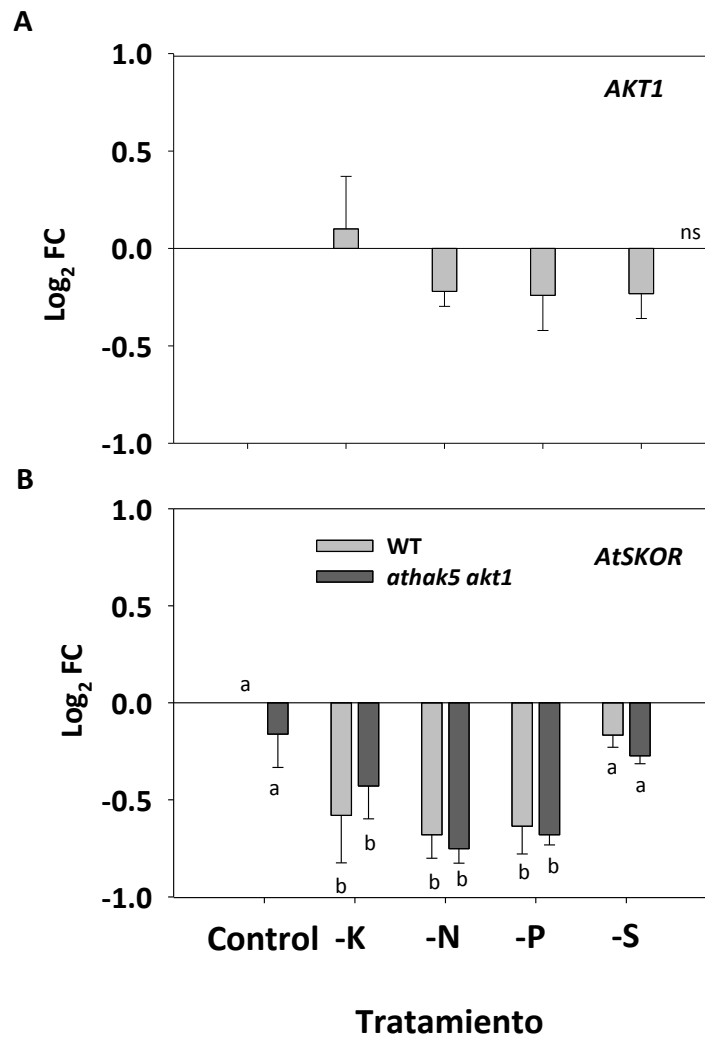 A
1.0
AKT1
0.5
0.0
ns
-0.5
-1.0
Log2 FC
B
1.0
WT
AtSKOR
athak5 akt1
0.5
a
0.0
a a a
b
-0.5
b b b b b
-1.0
Log2 FC
Control -K -N -P -S
Tratamiento